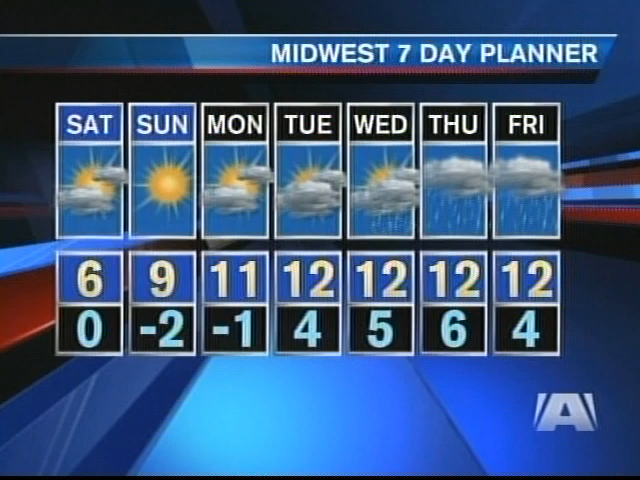 MIDWEST 7 DAY PLANNER
SAT SUN MON TUE WED THU FRI
6 9 11 12 12 12 12
0 -2 -1 4 5 6 4
A